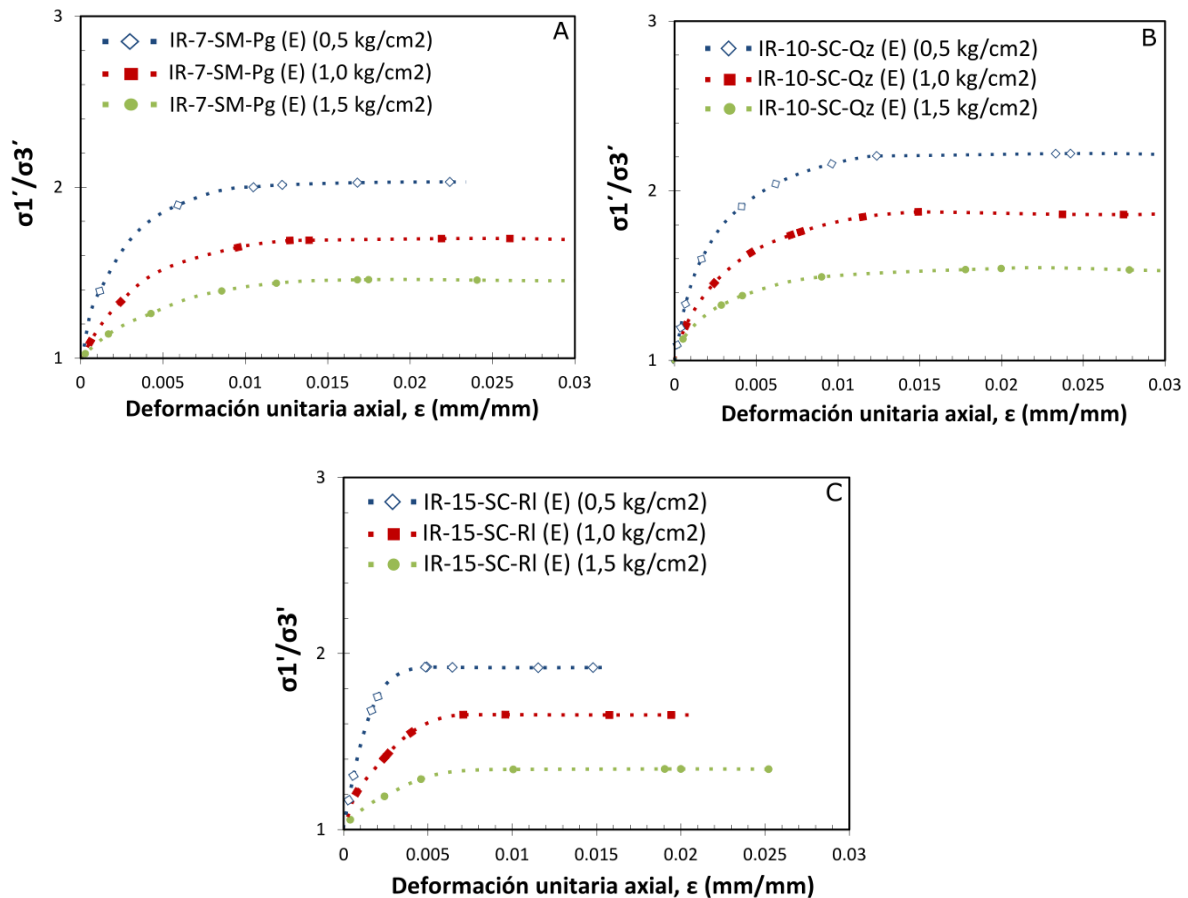 A
3
IR-7-SM-Pg (E) (0,5 kg/cm2)
IR-7-SM-Pg (E) (1,0 kg/cm2)
IR-7-SM-Pg (E) (1,5 kg/cm2)
σ1´/σ3´
2
1
0 0.005 0.01 0.015 0.02 0.025 0.03
Deformación unitaria axial, ε (mm/mm)
B
3
IR-10-SC-Qz (E) (0,5 kg/cm2)
IR-10-SC-Qz (E) (1,0 kg/cm2)
IR-10-SC-Qz (E) (1,5 kg/cm2)
σ1´/σ3´
2
1
0 0.005 0.01 0.015 0.02 0.025 0.03
Deformación unitaria axial, ε (mm/mm)
C
3
IR-15-SC-Rl (E) (0,5 kg/cm2)
IR-15-SC-Rl (E) (1,0 kg/cm2)
IR-15-SC-Rl (E) (1,5 kg/cm2)
σ1'/σ3'
2
1
0 0.005 0.01 0.015 0.02 0.025 0.03
Deformación unitaria axial, ε (mm/mm)